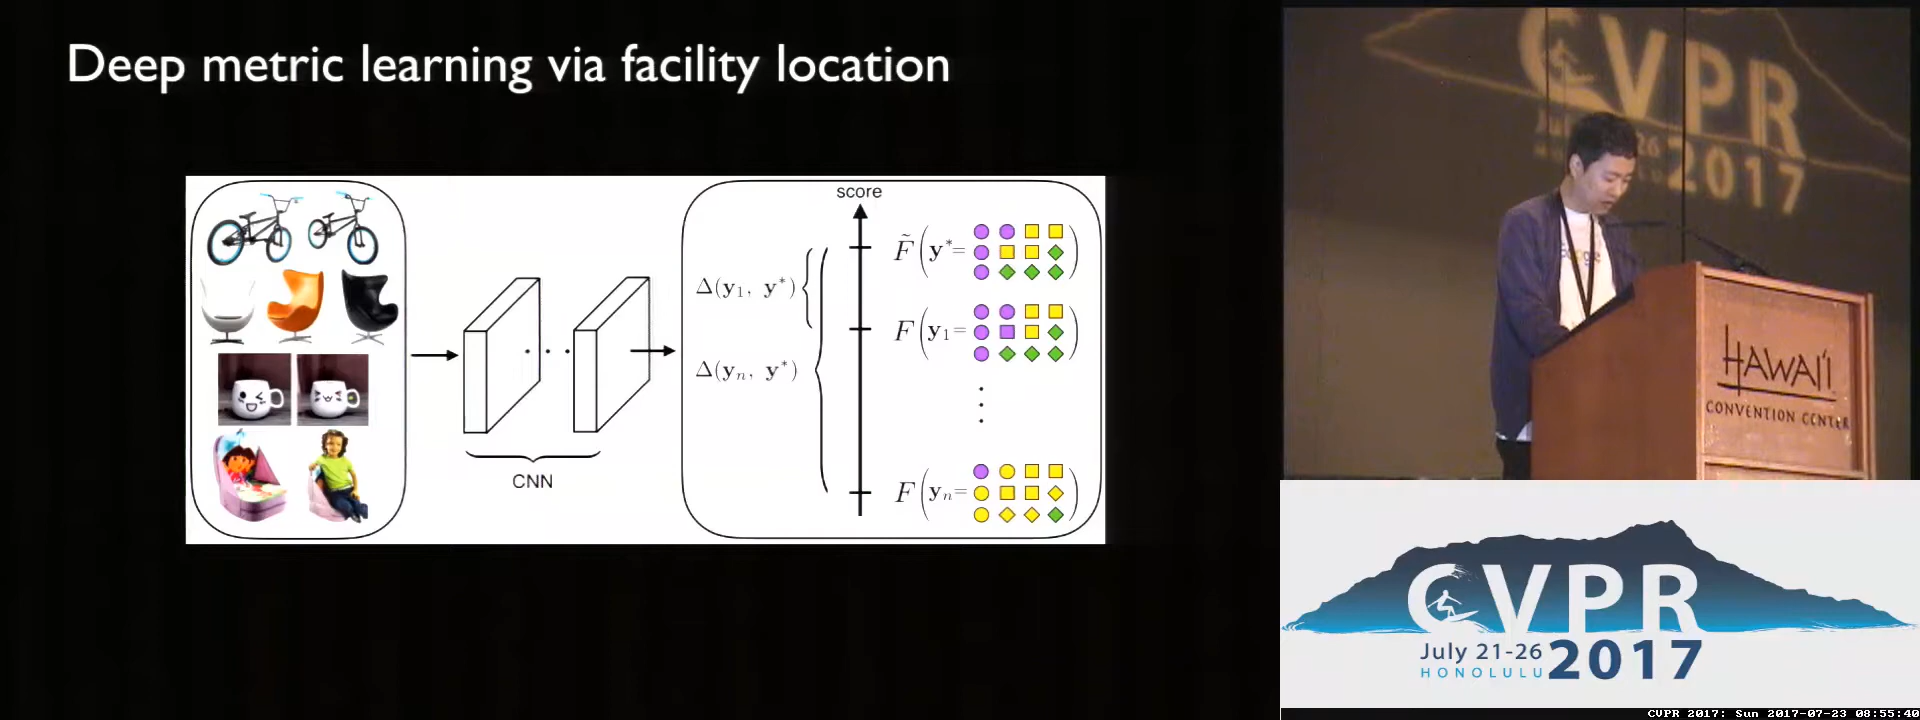 Deep metric learning via facility location
score
F̃(y*=
Δ(y₁, y*)
F(y₁=
Δ(yₙ, y*)
F(yₙ=
CNN
CVPR
2017
Google
HAWAI'I
CONVENTION CENTER
CVPR
July 21-26
HONOLULU
2017
CVPR 2017: Sun 2017-07-23 08:55:40